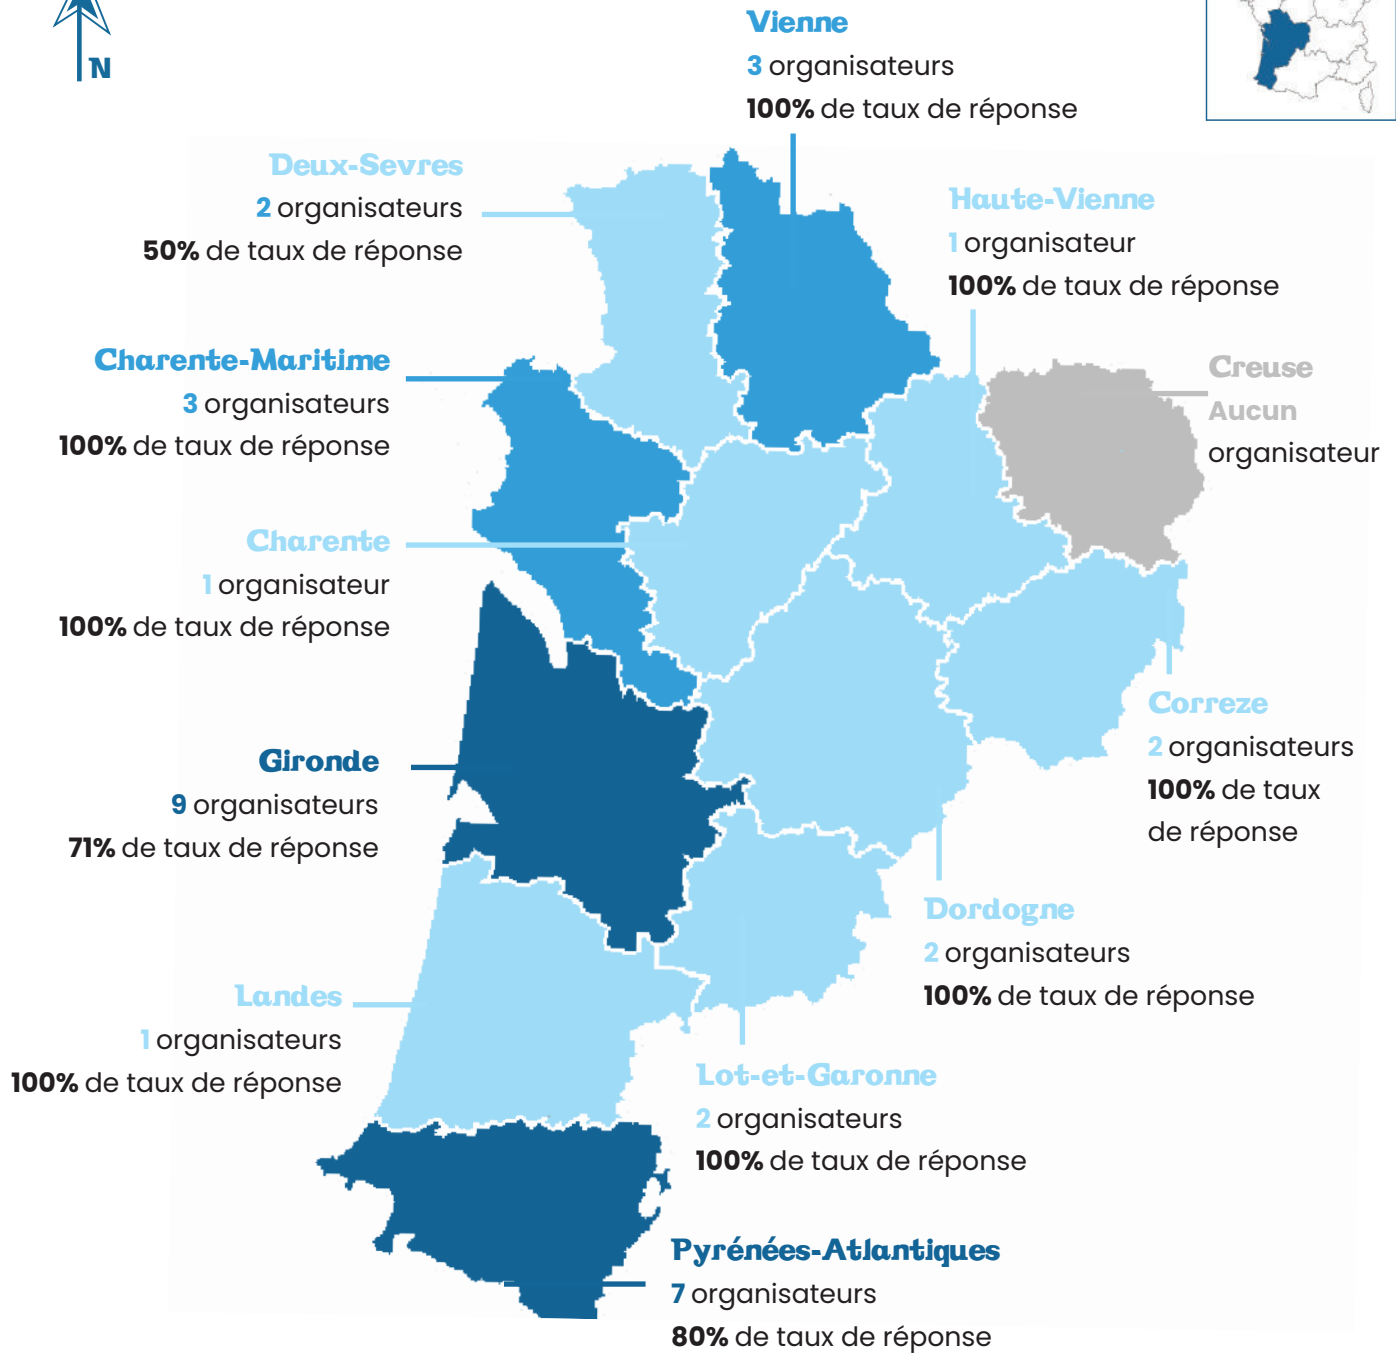 N
Vienne
3 organisateurs
100% de taux de réponse
Deux-Sevres
2 organisateurs
50% de taux de réponse
Haute-Vienne
1 organisateur
100% de taux de réponse
Charente-Maritime
3 organisateurs
100% de taux de réponse
Creuse
Aucun
organisateur
Charente
1 organisateur
100% de taux de réponse
Correze
2 organisateurs
100% de taux
de réponse
Gironde
9 organisateurs
71% de taux de réponse
Dordogne
2 organisateurs
100% de taux de réponse
Landes
1 organisateurs
100% de taux de réponse
Lot-et-Garonne
2 organisateurs
100% de taux de réponse
Pyrénées-Atlantiques
7 organisateurs
80% de taux de réponse